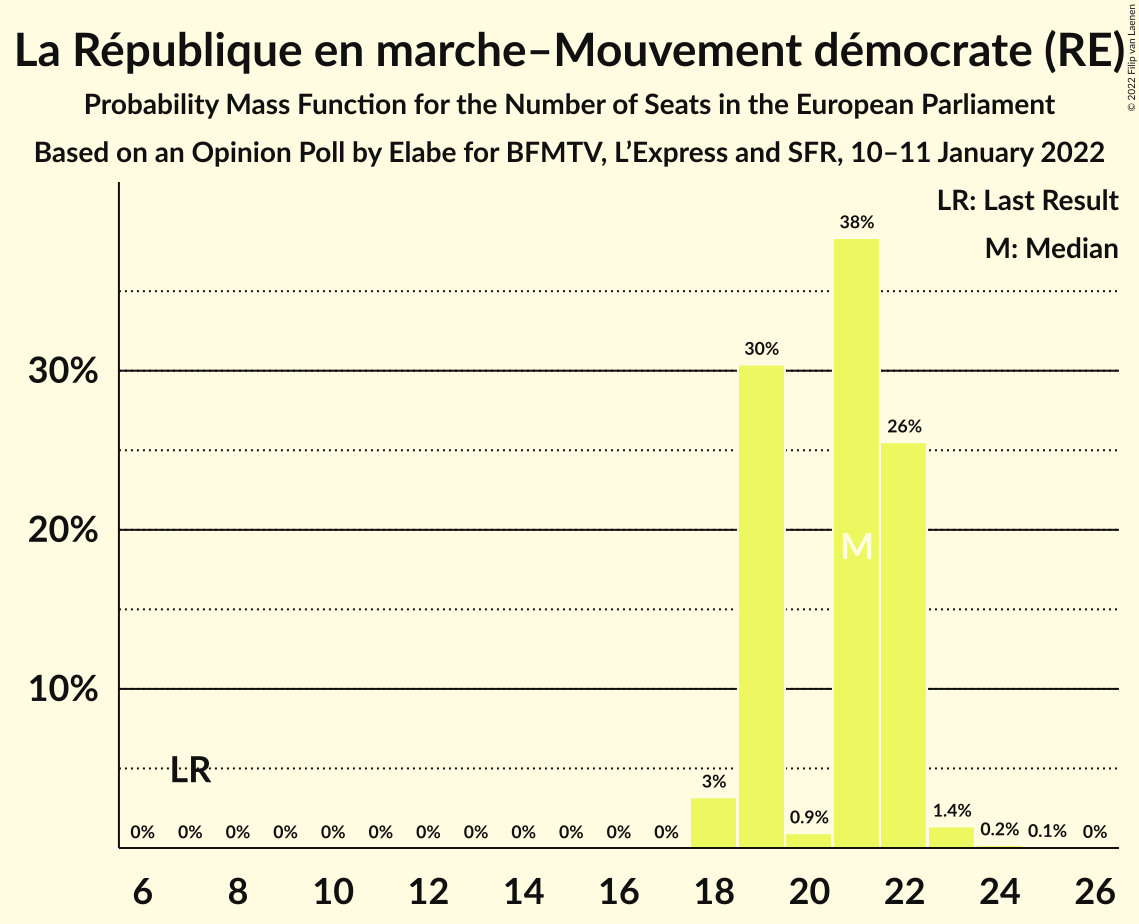 La République en marche–Mouvement démocrate (RE)
© 2022 Filip van Laenen
Probability Mass Function for the Number of Seats in the European Parliament
Based on an Opinion Poll by Elabe for BFMTV, L’Express and SFR, 10–11 January 2022
LR: Last Result
M: Median
38%
30%
30%
26%
20%
M
10%
LR
3%
0% 0% 0% 0% 0% 0% 0% 0% 0% 0% 0% 0% 0.9% 1.4% 0.2% 0.1% 0%
6 8 10 12 14 16 18 20 22 24 26